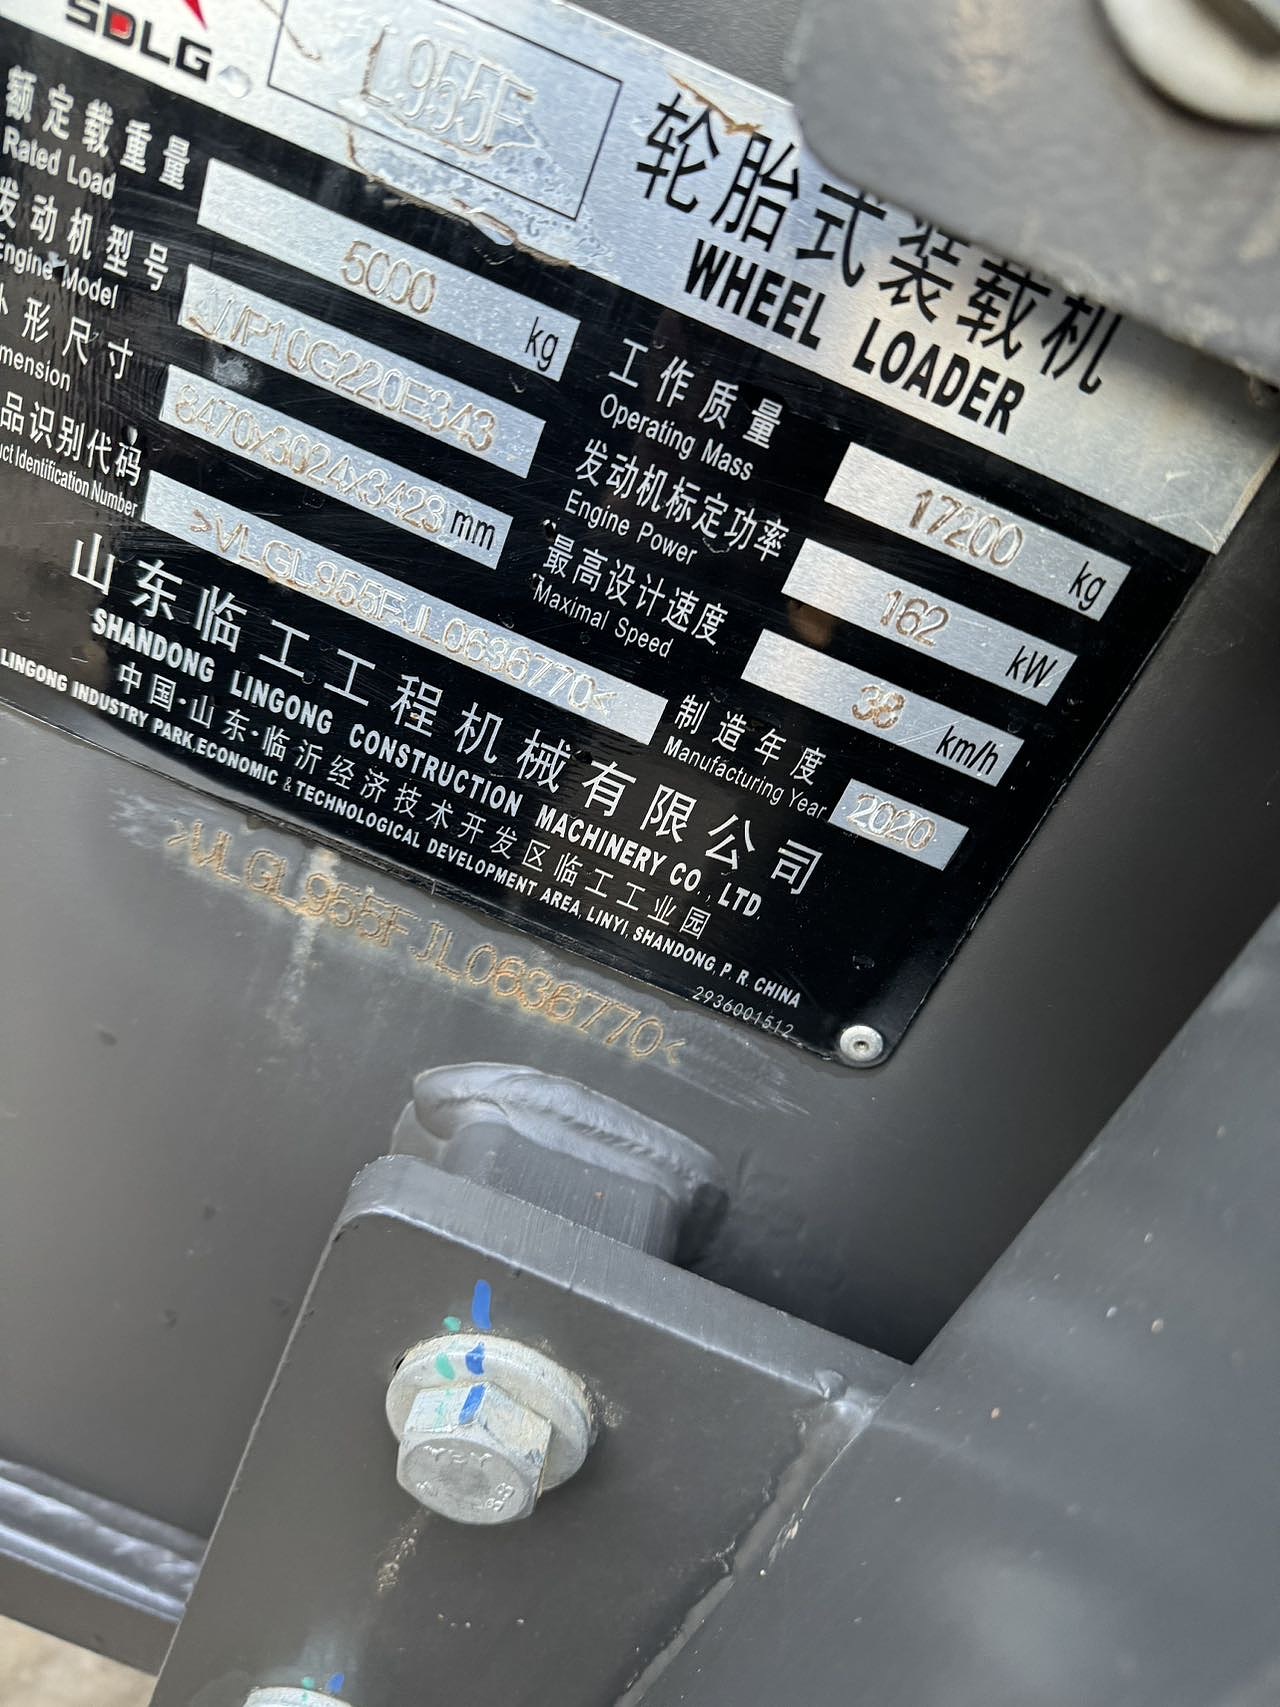 SDLG
L955F
轮胎式装载机
WHEEL LOADER
额定载重量
Rated Load
5000 kg
发动机型号
Engine Model
WP10G220E343
外形尺寸
mension
8470x3024x3423 mm
品识别代码
uct Identification Number
>VLGL955FJL0636770<
工作质量
Operating Mass
17200 kg
发动机标定功率
Engine Power
162 kW
最高设计速度
Maximal Speed
38 km/h
制造年度
Manufacturing Year
2020
山东临工工程机械有限公司
SHANDONG LINGONG CONSTRUCTION MACHINERY CO., LTD.
中国·山东·临沂经济技术开发区临工工业园
LINGONG INDUSTRY PARK,ECONOMIC & TECHNOLOGICAL DEVELOPMENT AREA, LINYI, SHANDONG, P. R. CHINA
2936001512
>VLGL955FJL0636770<